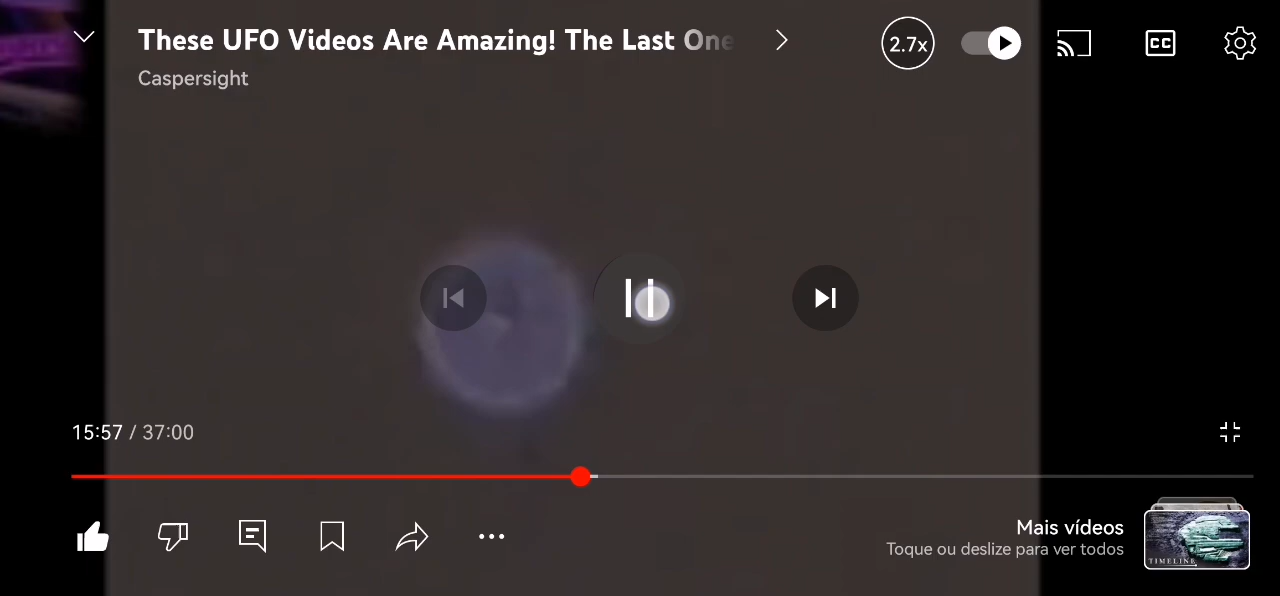 These UFO Videos Are Amazing! The Last One
Caspersight
2.7x
CC
15:57 / 37:00
Mais vídeos
Toque ou deslize para ver todos
TIMELINE